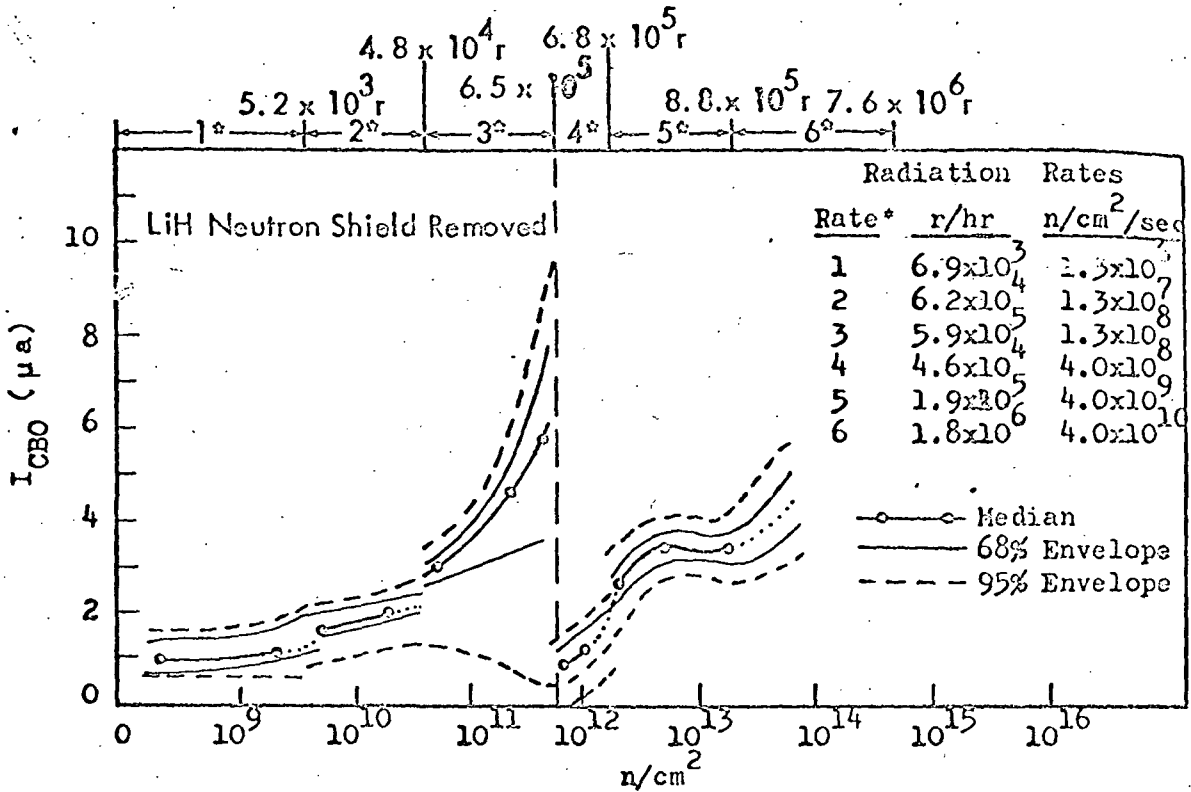 4.8 x 10⁴r 6.8 x 10⁵r
5.2 x 10³r 6.5 x 10⁵ 8.8. x 10⁵r 7.6 x 10⁶r
1* 2* 3* 4* 5* 6*
LiH Neutron Shield Removed
Radiation Rates
Rate* r/hr n/cm²/sec
1 6.9x10³
2 6.2x10⁴ 1.3x10⁷
3 5.9x10⁵ 1.3x10⁸
4 4.6x10⁴ 4.0x10⁸
5 1.9x10⁵ 4.0x10⁹
6 1.8x10⁶ 4.0x10¹⁰
Median
68% Envelope
95% Envelope
I_CBO (µa)
10
8
6
4
2
0
0 10⁹ 10¹⁰ 10¹¹ 10¹² 10¹³ 10¹⁴ 10¹⁵ 10¹⁶
n/cm²